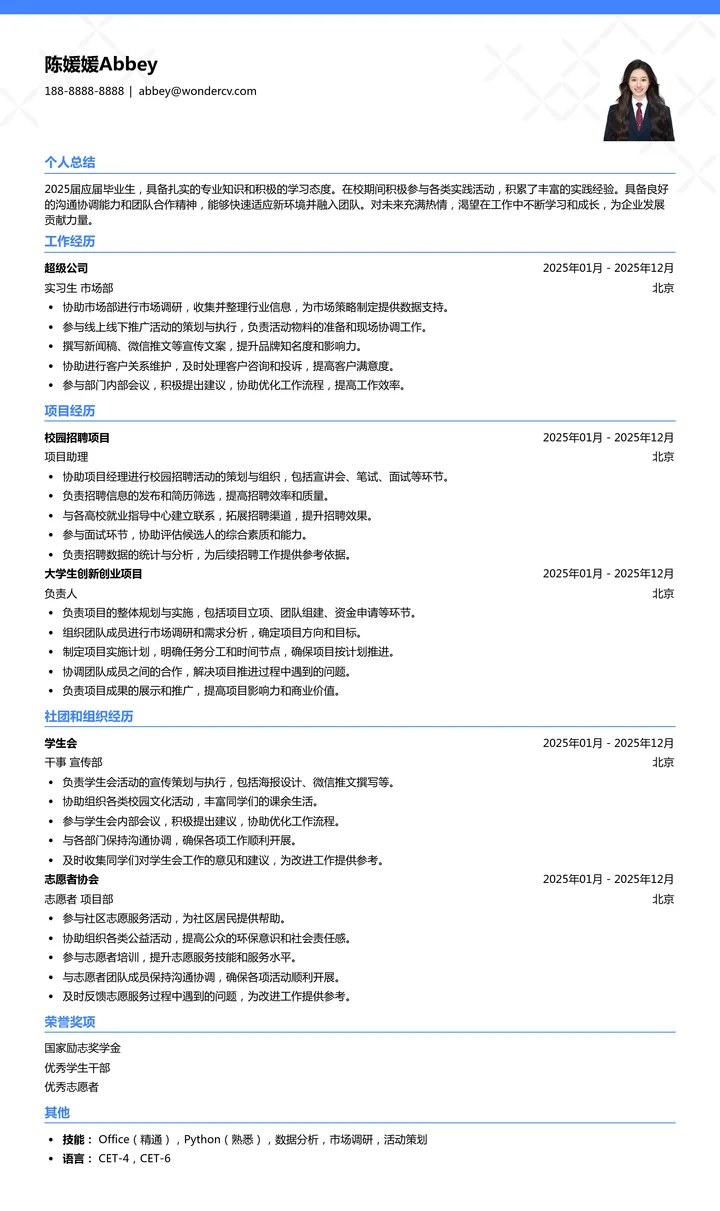 陈媛媛Abbey
188-8888-8888 | abbey@wondercv.com
个人总结
2025届应届毕业生，具备扎实的专业知识和积极的学习态度。在校期间积极参与各类实践活动，积累了丰富的实践经验。具备良好
的沟通协调能力和团队合作精神，能够快速适应新环境并融入团队。对未来充满热情，渴望在工作中不断学习和成长，为企业发展
贡献力量。
工作经历
超级公司 2025年01月 - 2025年12月
实习生 市场部 北京
• 协助市场部进行市场调研，收集并整理行业信息，为市场策略制定提供数据支持。
• 参与线上线下推广活动的策划与执行，负责活动物料的准备和现场协调工作。
• 撰写新闻稿、微信推文等宣传文案，提升品牌知名度和影响力。
• 协助进行客户关系维护，及时处理客户咨询和投诉，提高客户满意度。
• 参与部门内部会议，积极提出建议，协助优化工作流程，提高工作效率。
项目经历
校园招聘项目 2025年01月 - 2025年12月
项目助理 北京
• 协助项目经理进行校园招聘活动的策划与组织，包括宣讲会、笔试、面试等环节。
• 负责招聘信息的发布和简历筛选，提高招聘效率和质量。
• 与各高校就业指导中心建立联系，拓展招聘渠道，提升招聘效果。
• 参与面试环节，协助评估候选人的综合素质和能力。
• 负责招聘数据的统计与分析，为后续招聘工作提供参考依据。
大学生创新创业项目 2025年01月 - 2025年12月
负责人 北京
• 负责项目的整体规划与实施，包括项目立项、团队组建、资金申请等环节。
• 组织团队成员进行市场调研和需求分析，确定项目方向和目标。
• 制定项目实施计划，明确任务分工和时间节点，确保项目按计划推进。
• 协调团队成员之间的合作，解决项目推进过程中遇到的问题。
• 负责项目成果的展示和推广，提高项目影响力和商业价值。
社团和组织经历
学生会 2025年01月 - 2025年12月
干事 宣传部 北京
• 负责学生会活动的宣传策划与执行，包括海报设计、微信推文撰写等。
• 协助组织各类校园文化活动，丰富同学们的课余生活。
• 参与学生会内部会议，积极提出建议，协助优化工作流程。
• 与各部门保持沟通协调，确保各项工作顺利开展。
• 及时收集同学们对学生会工作的意见和建议，为改进工作提供参考。
志愿者协会 2025年01月 - 2025年12月
志愿者 项目部 北京
• 参与社区志愿服务活动，为社区居民提供帮助。
• 协助组织各类公益活动，提高公众的环保意识和社会责任感。
• 参与志愿者培训，提升志愿服务技能和服务水平。
• 与志愿者团队成员保持沟通协调，确保各项活动顺利开展。
• 及时反馈志愿服务过程中遇到的问题，为改进工作提供参考。
荣誉奖项
国家励志奖学金
优秀学生干部
优秀志愿者
其他
• 技能： Office（精通），Python（熟悉），数据分析，市场调研，活动策划
• 语言： CET-4，CET-6